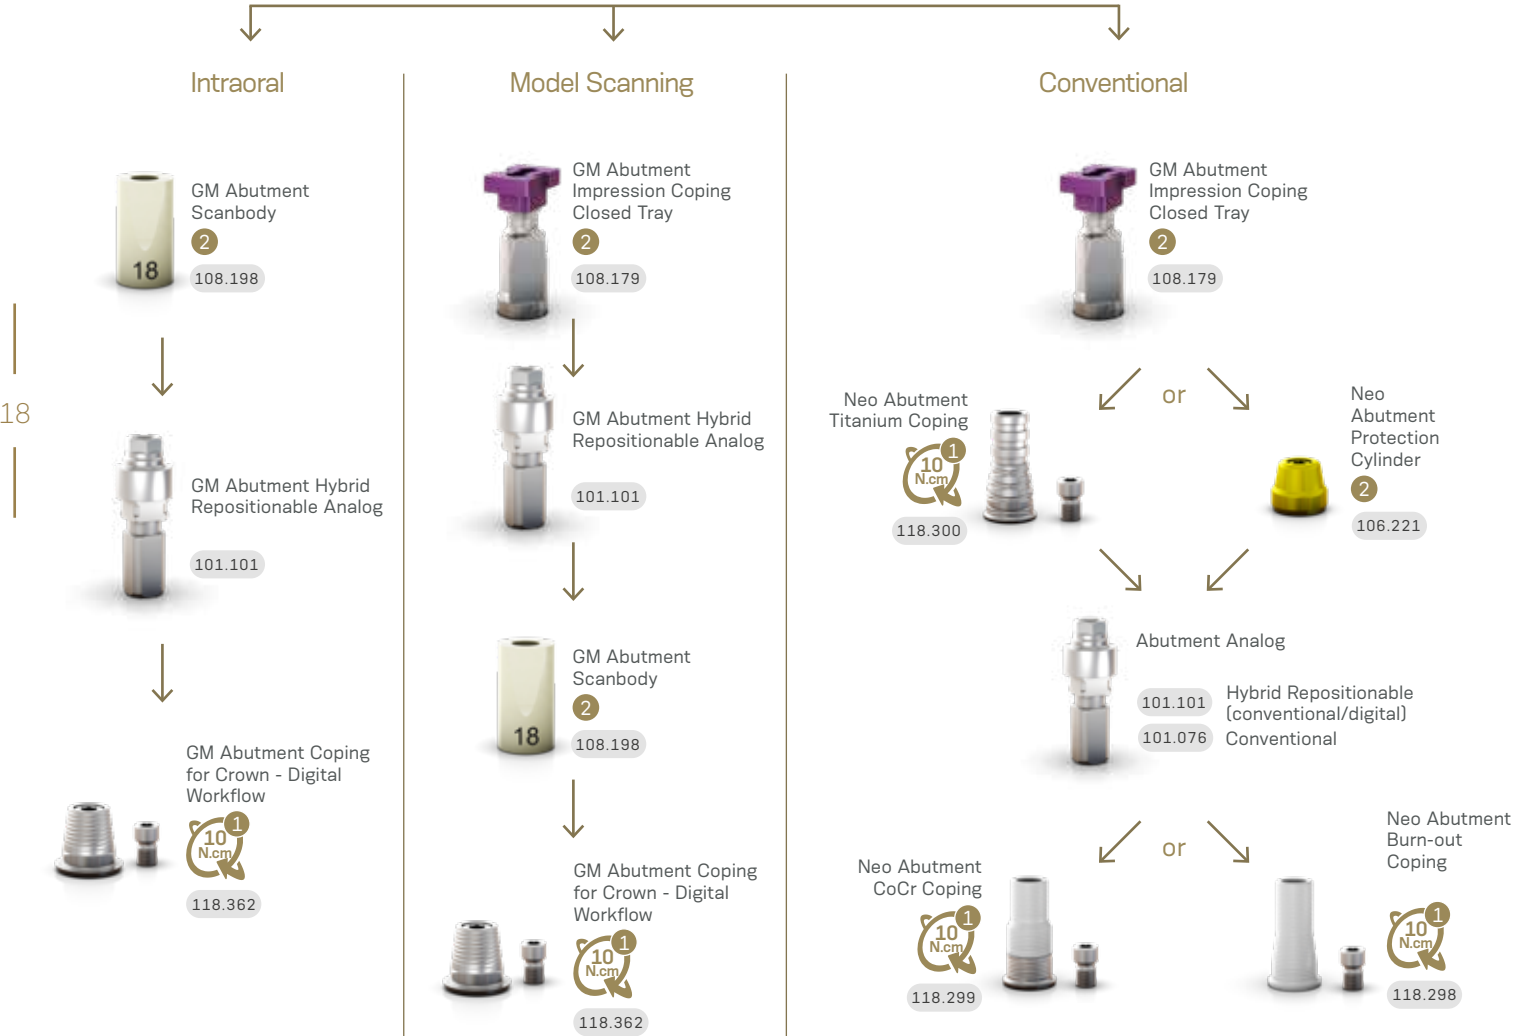 Intraoral
GM Abutment
Scanbody
2
108.198
18
GM Abutment Hybrid
Repositionable Analog
101.101
GM Abutment Coping
for Crown - Digital
Workflow
10
N.cm
1
118.362
18
Model Scanning
GM Abutment
Impression Coping
Closed Tray
2
108.179
GM Abutment Hybrid
Repositionable Analog
101.101
GM Abutment
Scanbody
2
108.198
18
GM Abutment Coping
for Crown - Digital
Workflow
10
N.cm
1
118.362
Conventional
GM Abutment
Impression Coping
Closed Tray
2
108.179
or
Neo Abutment
Titanium Coping
10
N.cm
1
118.300
Neo
Abutment
Protection
Cylinder
2
106.221
Abutment Analog
101.101 Hybrid Repositionable
(conventional/digital)
101.076 Conventional
or
Neo Abutment
CoCr Coping
10
N.cm
1
118.299
Neo Abutment
Burn-out
Coping
10
N.cm
1
118.298